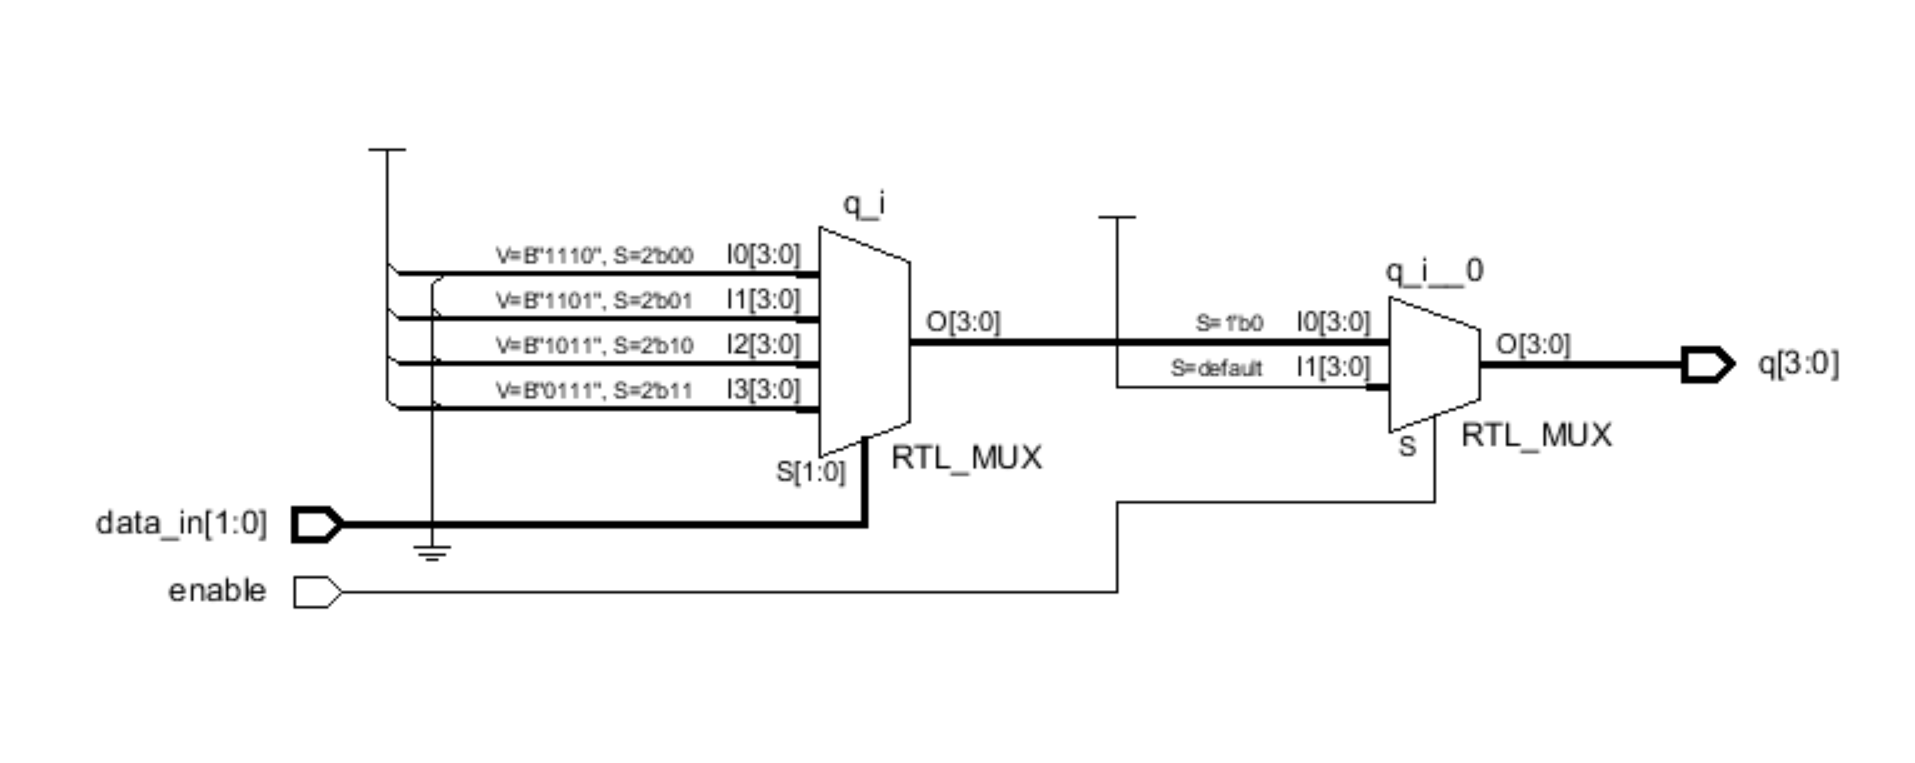 q_i
V=B"1110", S=2'b00 I0[3:0]
V=B"1101", S=2'b01 I1[3:0]
V=B"1011", S=2'b10 I2[3:0]
V=B"0111", S=2'b11 I3[3:0]
O[3:0]
S[1:0]
RTL_MUX
q_i__0
S=1'b0 I0[3:0]
S=default I1[3:0]
O[3:0]
S
RTL_MUX
q[3:0]
data_in[1:0]
enable